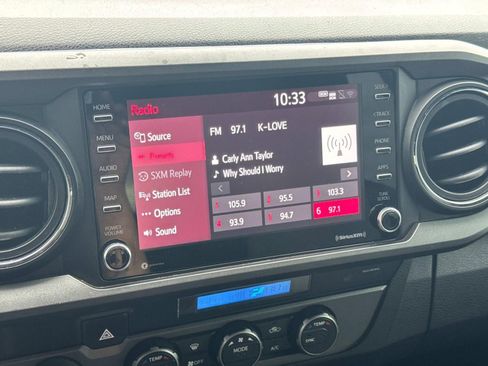 10:33
Radio
HOME
MENU
AUDIO
MAP
POWER
VOLUME
Source
Presets
SXM Replay
Station List
Options
Sound
FM 97.1 K-LOVE
Carly Ann Taylor
Why Should I Worry
1 105.9
2 95.5
3 103.3
4 93.9
5 94.7
6 97.1
SEEK>
<TRACK
PHONE
APPS
TUNE
SCROLL
SiriusXM
TEMP
OFF
MODE
A/C
TEMP
SYNC